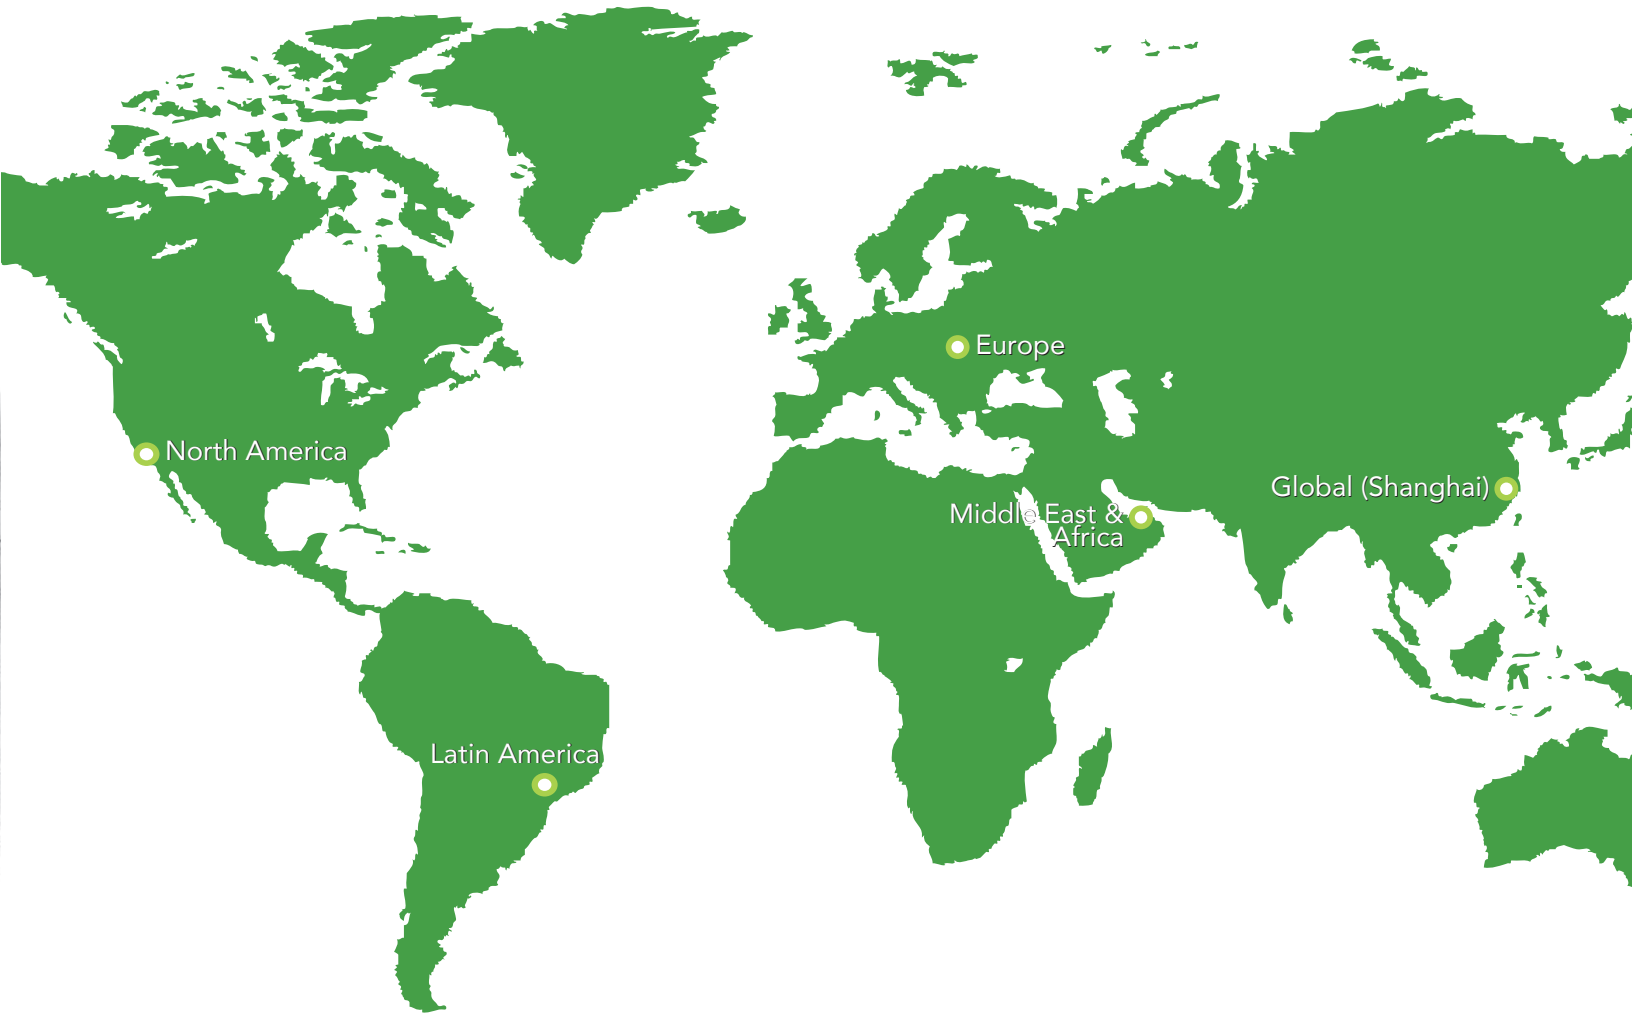 Europe
North America
Global (Shanghai)
Middle East &
Africa
Latin America